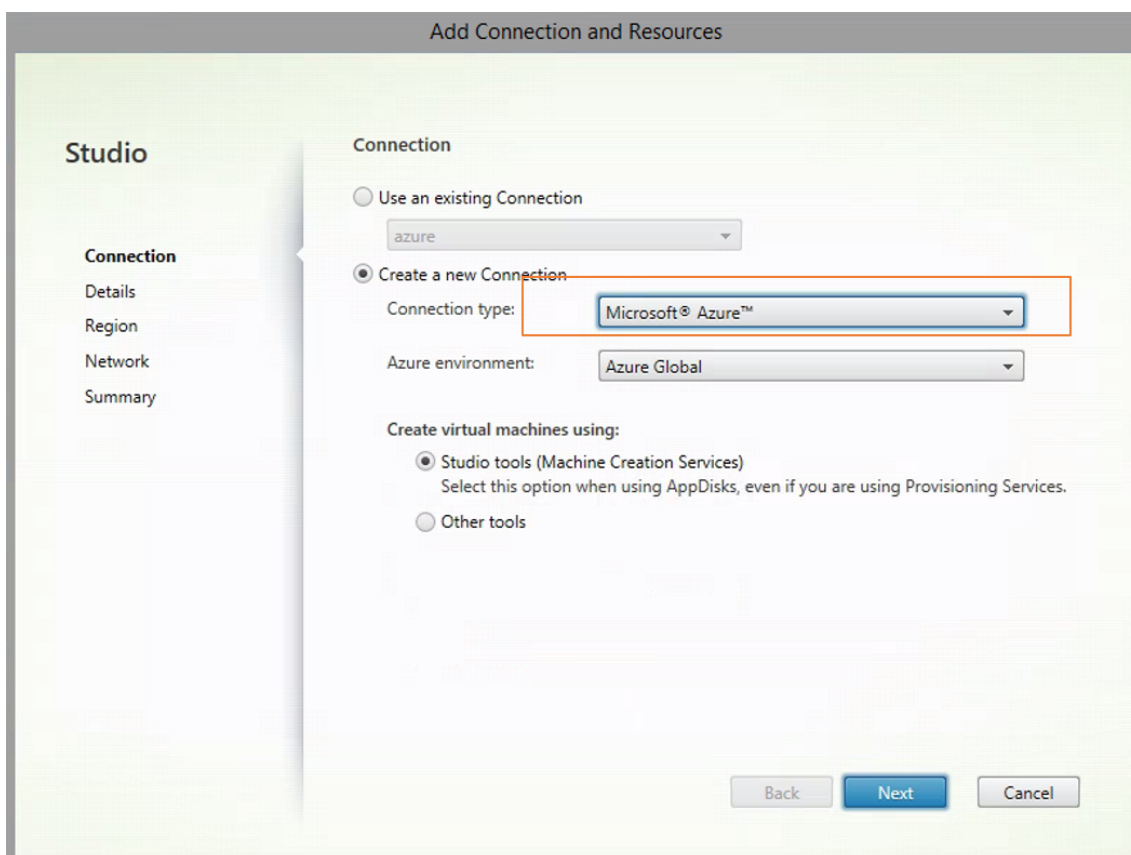 Add Connection and Resources
Studio
Connection
Details
Region
Network
Summary
Connection
Use an existing Connection
azure
Create a new Connection
Connection type:
Microsoft® Azure™
Azure environment:
Azure Global
Create virtual machines using:
Studio tools (Machine Creation Services)
Select this option when using AppDisks, even if you are using Provisioning Services.
Other tools
Back
Next
Cancel